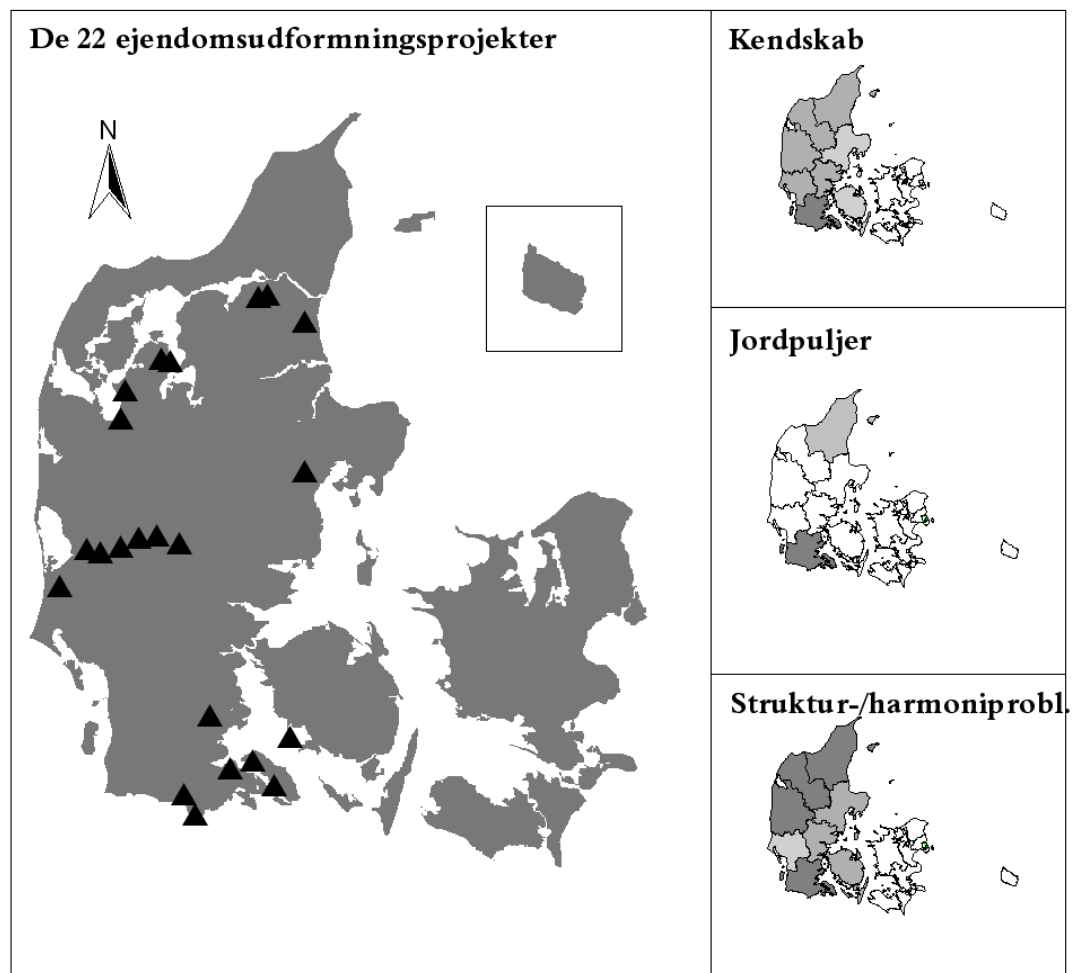 De 22 ejendomsudformningsprojekter
N
Kendskab
Jordpuljer
Struktur-/harmoniprobl.